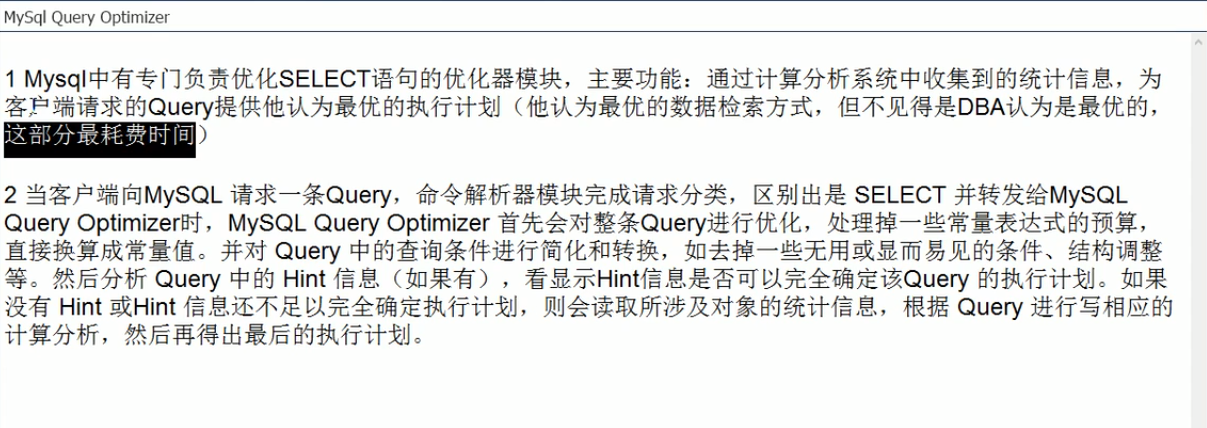 MySql Query Optimizer
1 Mysql中有专门负责优化SELECT语句的优化器模块，主要功能：通过计算分析系统中收集到的统计信息，为
客户端请求的Query提供他认为最优的执行计划（他认为最优的数据检索方式，但不见得是DBA认为是最优的，
这部分最耗费时间）
2 当客户端向MySQL 请求一条Query，命令解析器模块完成请求分类，区别出是 SELECT 并转发给MySQL
Query Optimizer时，MySQL Query Optimizer 首先会对整条Query进行优化，处理掉一些常量表达式的预算，
直接换算成常量值。并对 Query 中的查询条件进行简化和转换，如去掉一些无用或显而易见的条件、结构调整
等。然后分析 Query 中的 Hint 信息（如果有），看显示Hint信息是否可以完全确定该Query 的执行计划。如果
没有 Hint 或Hint 信息还不足以完全确定执行计划，则会读取所涉及对象的统计信息，根据 Query 进行写相应的
计算分析，然后再得出最后的执行计划。